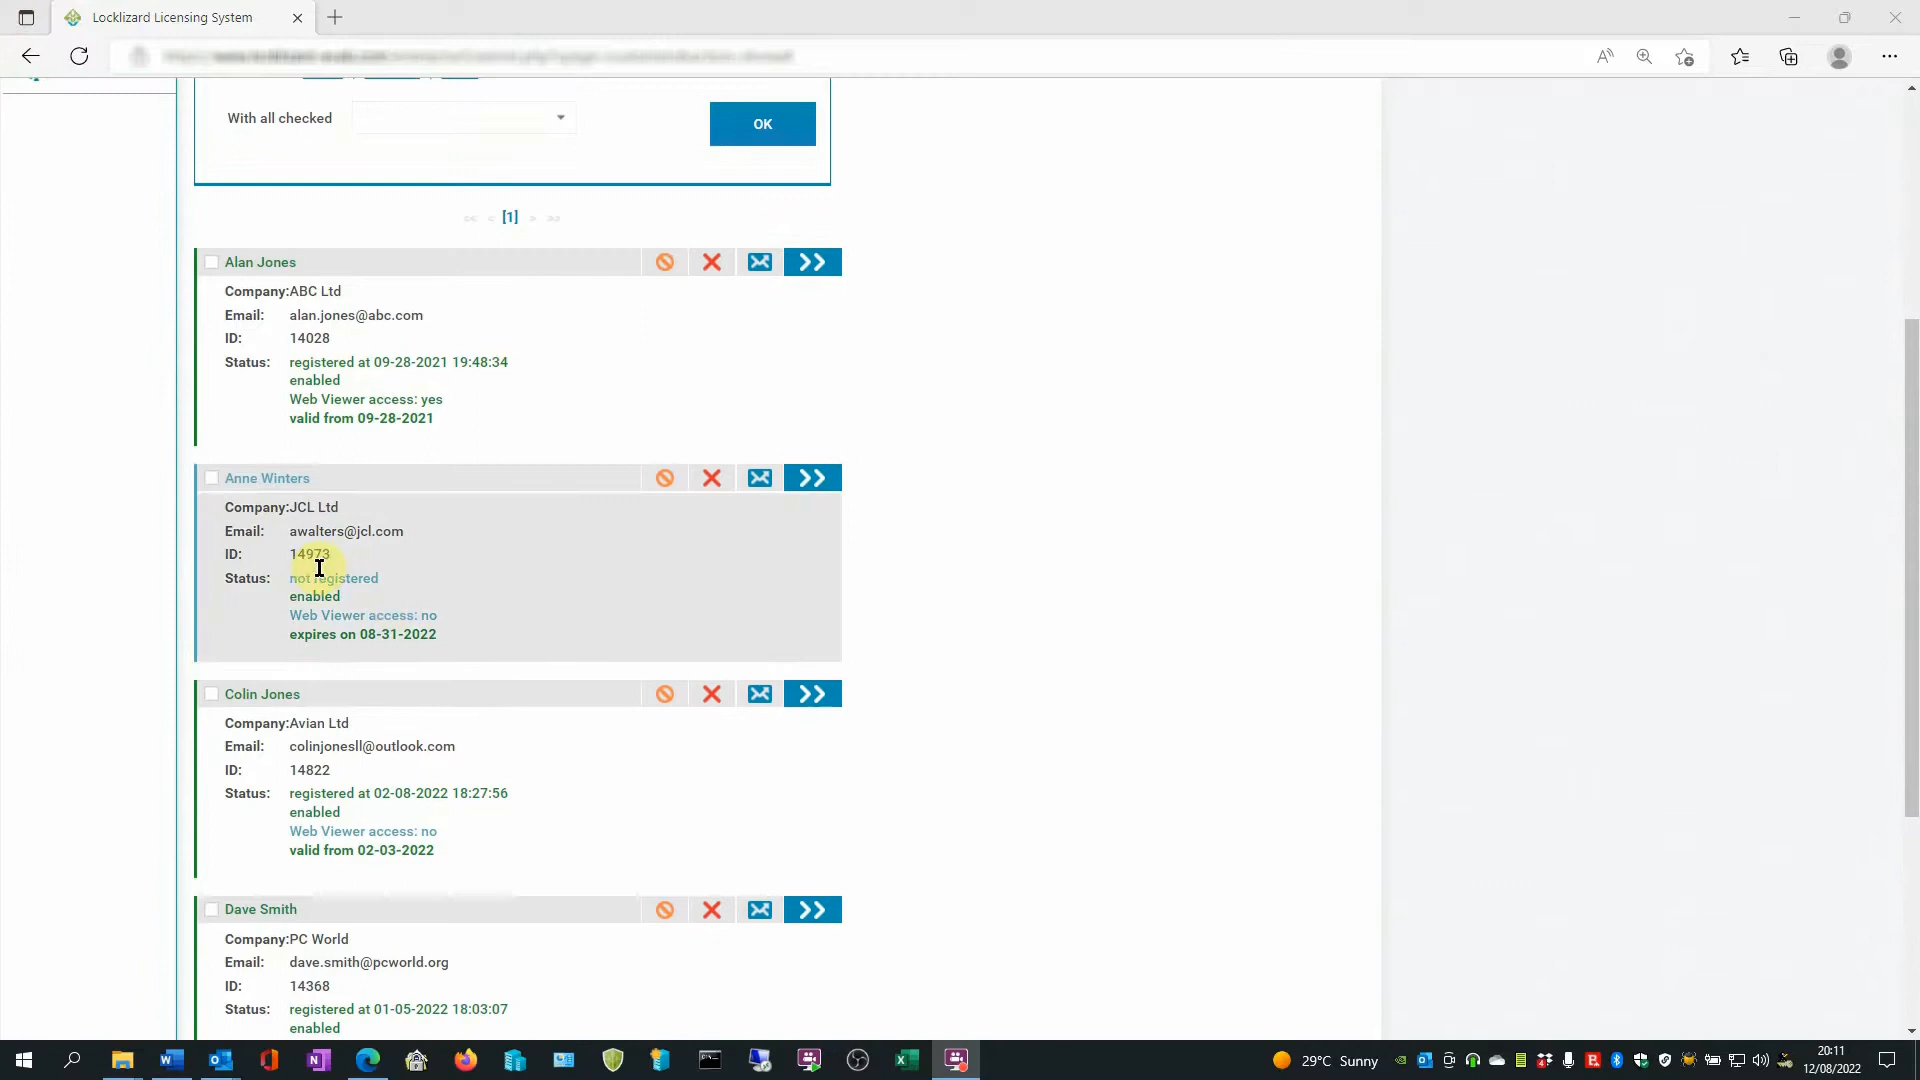 Locklizard Licensing System
With all checked
OK
<< < [1] > >>
Alan Jones
Company:ABC Ltd
Email: alan.jones@abc.com
ID: 14028
Status: registered at 09-28-2021 19:48:34
enabled
Web Viewer access: yes
valid from 09-28-2021
Anne Winters
Company:JCL Ltd
Email: awalters@jcl.com
ID: 14973
Status: not registered
enabled
Web Viewer access: no
expires on 08-31-2022
Colin Jones
Company:Avian Ltd
Email: colinjonesll@outlook.com
ID: 14822
Status: registered at 02-08-2022 18:27:56
enabled
Web Viewer access: no
valid from 02-03-2022
Dave Smith
Company:PC World
Email: dave.smith@pcworld.org
ID: 14368
Status: registered at 01-05-2022 18:03:07
enabled
29°C Sunny
20:11
12/08/2022